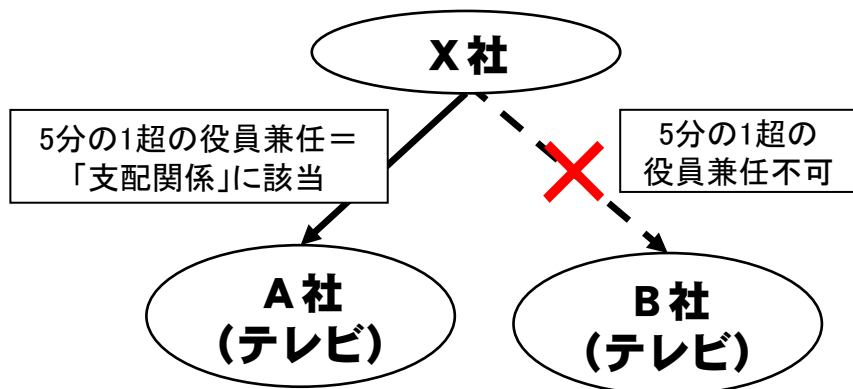 X社
5分の1超の役員兼任=
「支配関係」に該当
5分の1超の
役員兼任不可
A社
(テレビ)
B社
(テレビ)